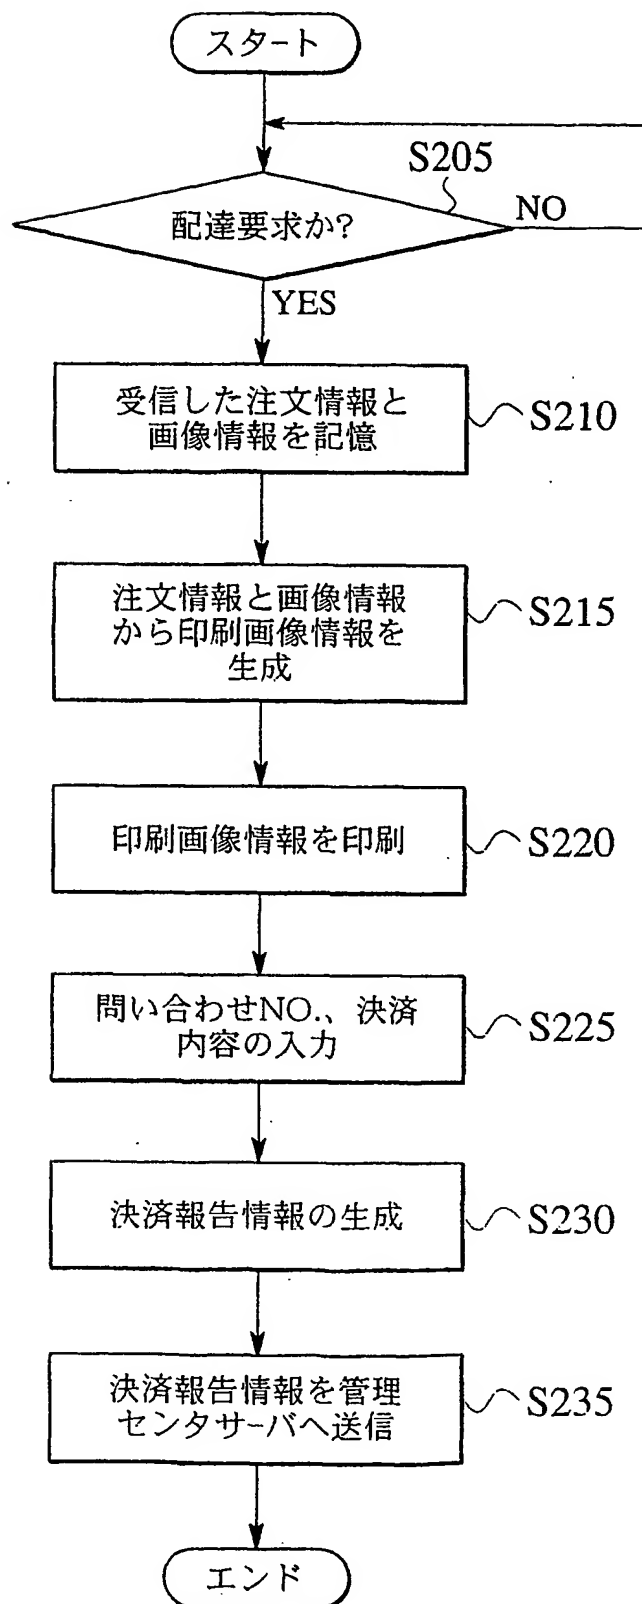 スタート
S205
配達要求か?
NO
YES
受信した注文情報と
画像情報を記憶
S210
注文情報と画像情報
から印刷画像情報を
生成
S215
印刷画像情報を印刷
S220
問い合わせNO.、決済
内容の入力
S225
決済報告情報の生成
S230
決済報告情報を管理
センタサーバへ送信
S235
エンド